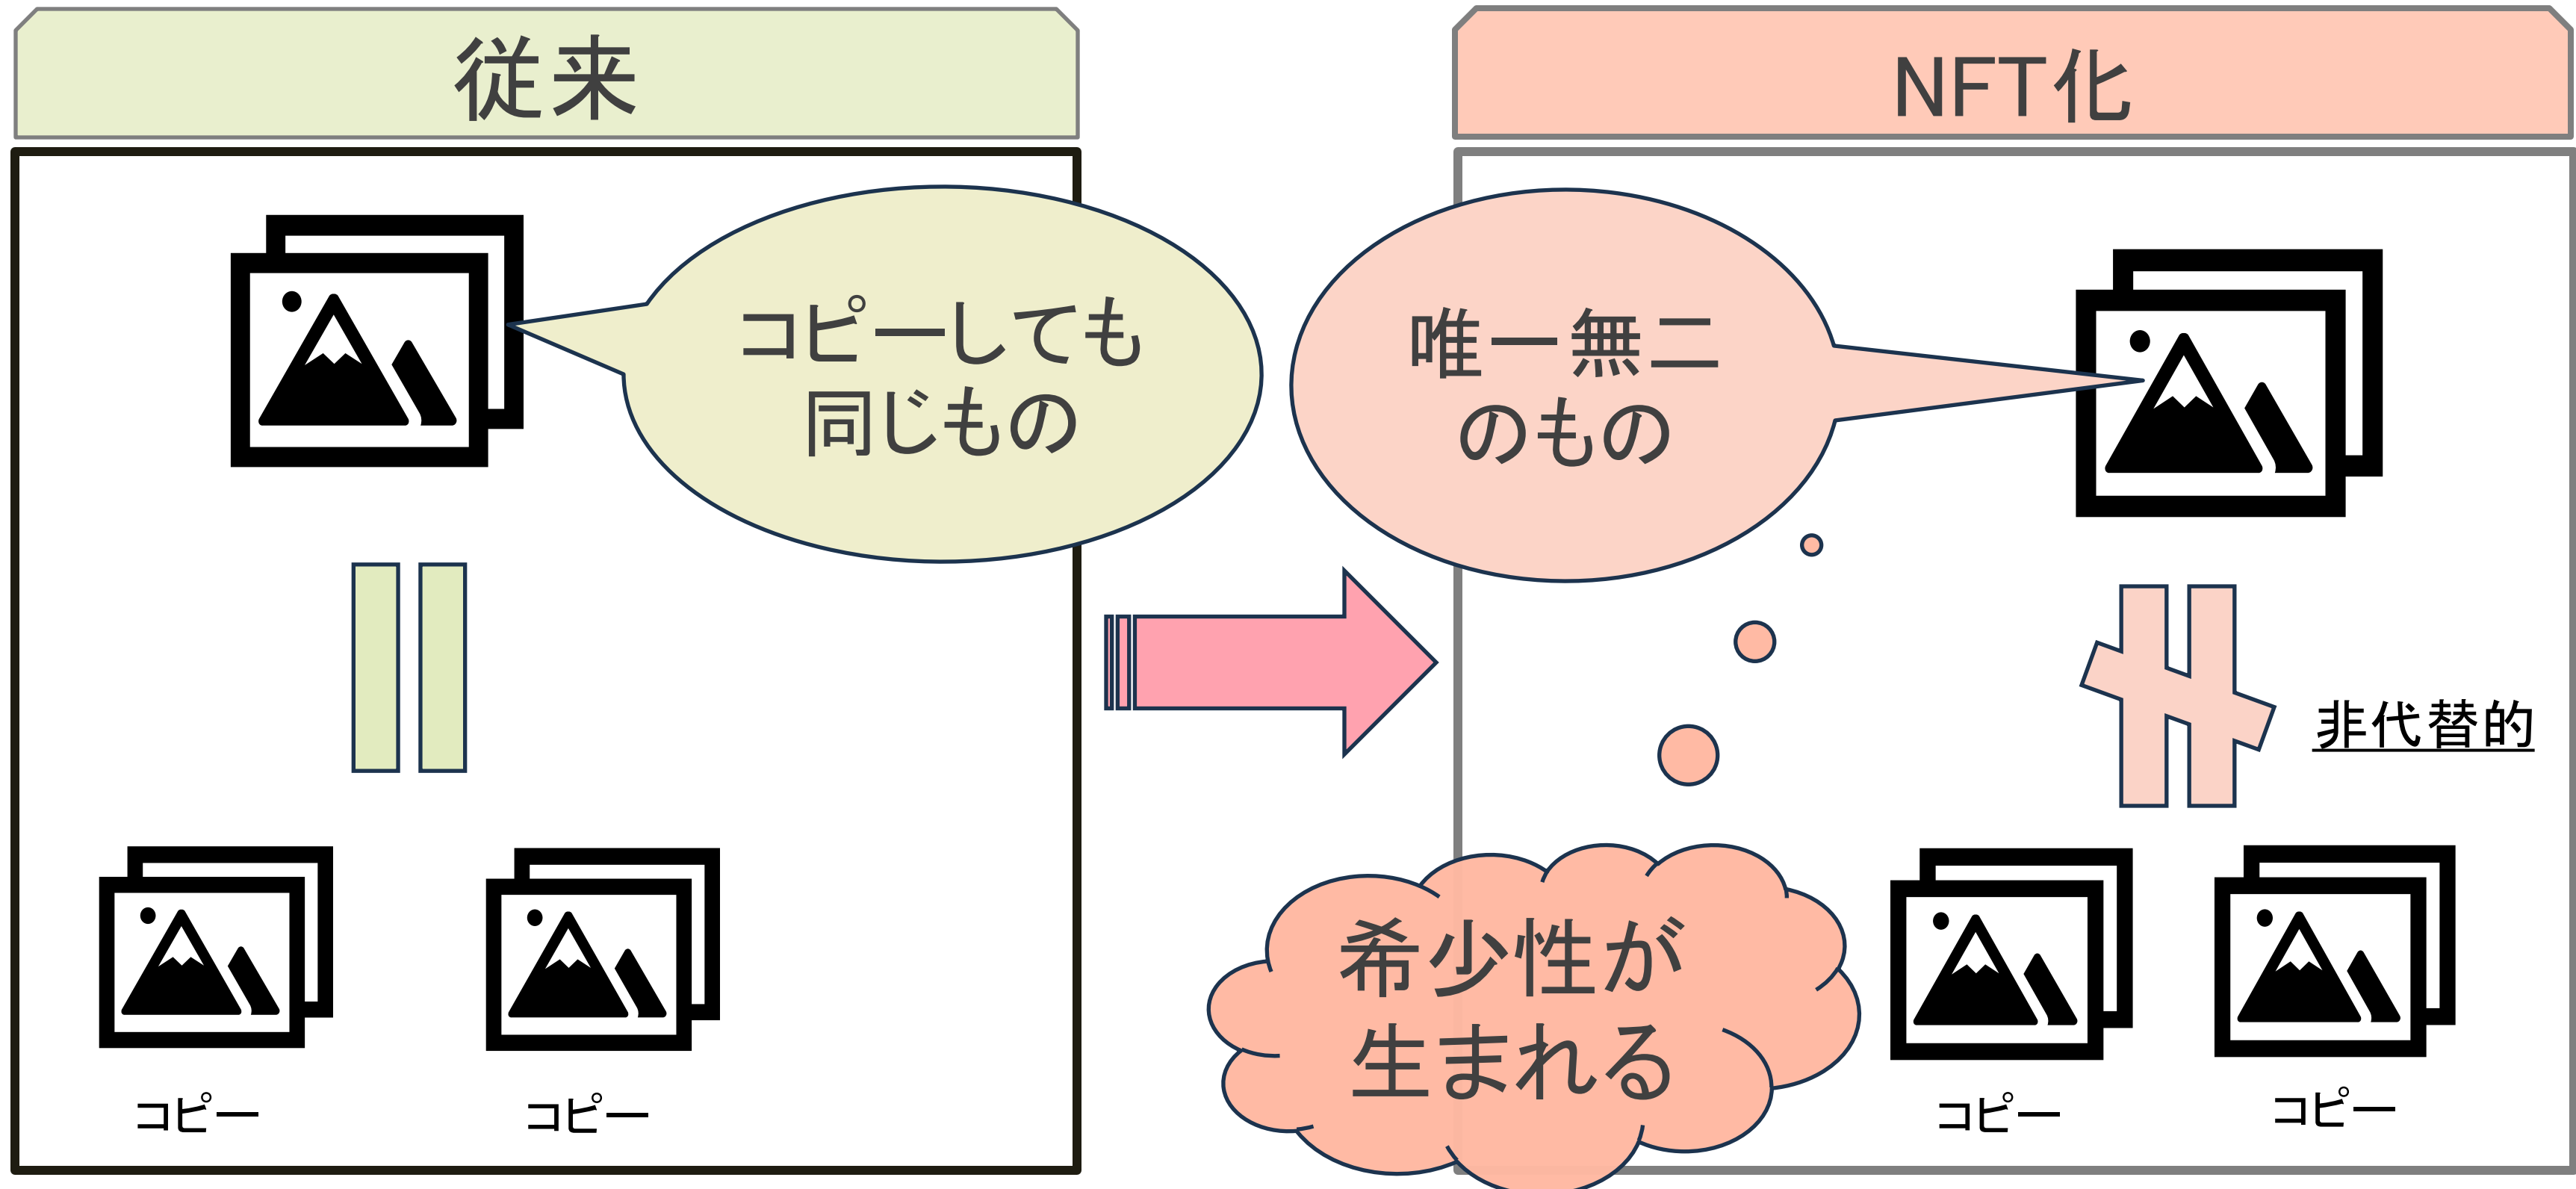 従来
コピーしても
同じもの
コピー
コピー
NFT化
唯一無二
のもの
非代替的
希少性が
生まれる
コピー
コピー